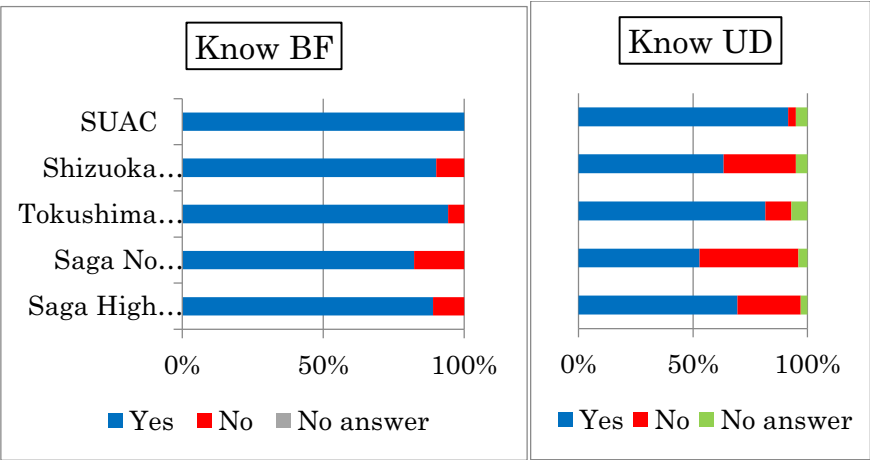 Know BF
SUAC
Shizuoka...
Tokushima...
Saga No...
Saga High...
0% 50% 100%
Yes No No answer
Know UD
0% 50% 100%
Yes No No answer